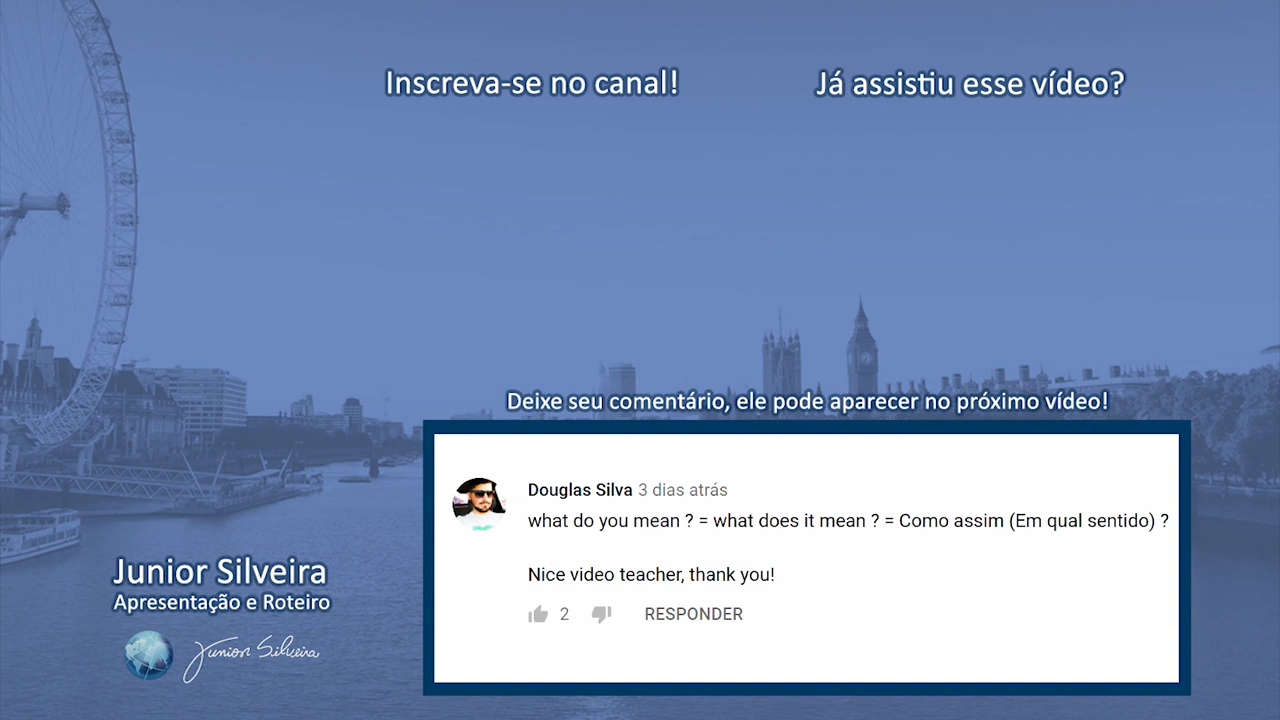 Inscreva-se no canal!
Já assistiu esse vídeo?
Deixe seu comentário, ele pode aparecer no próximo vídeo!
Douglas Silva 3 dias atrás
what do you mean ? = what does it mean ? = Como assim (Em qual sentido) ?
Nice video teacher, thank you!
2 RESPONDER
Junior Silveira
Apresentação e Roteiro
Junior Silveira